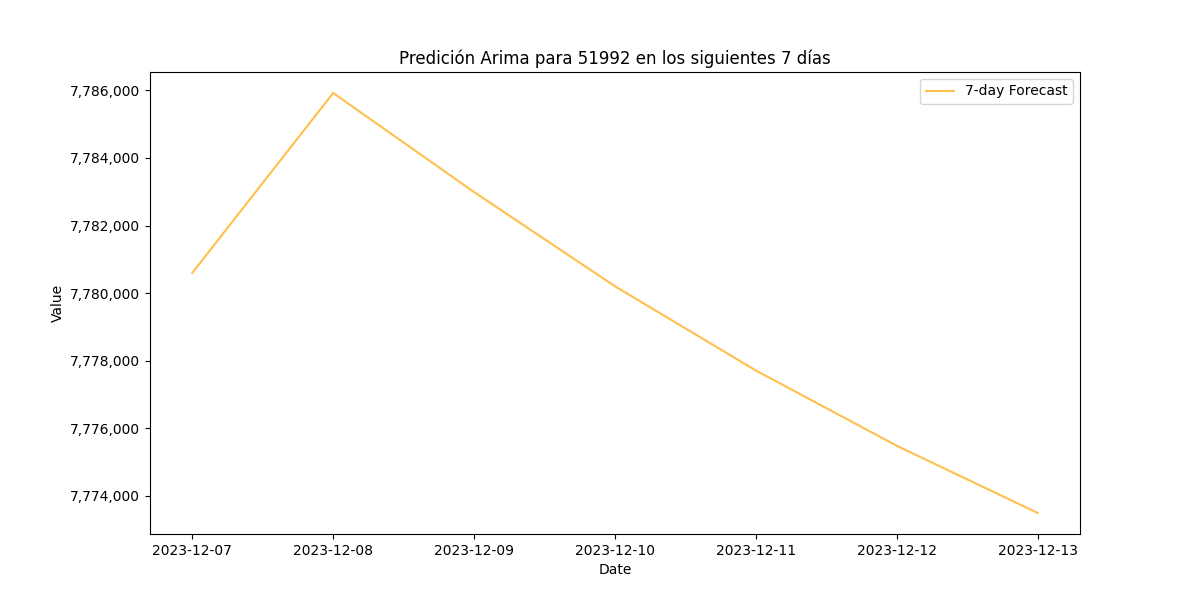 Predición Arima para 51992 en los siguientes 7 días
7-day Forecast
7,786,000
7,784,000
7,782,000
7,780,000
7,778,000
7,776,000
7,774,000
Value
2023-12-07 2023-12-08 2023-12-09 2023-12-10 2023-12-11 2023-12-12 2023-12-13
Date